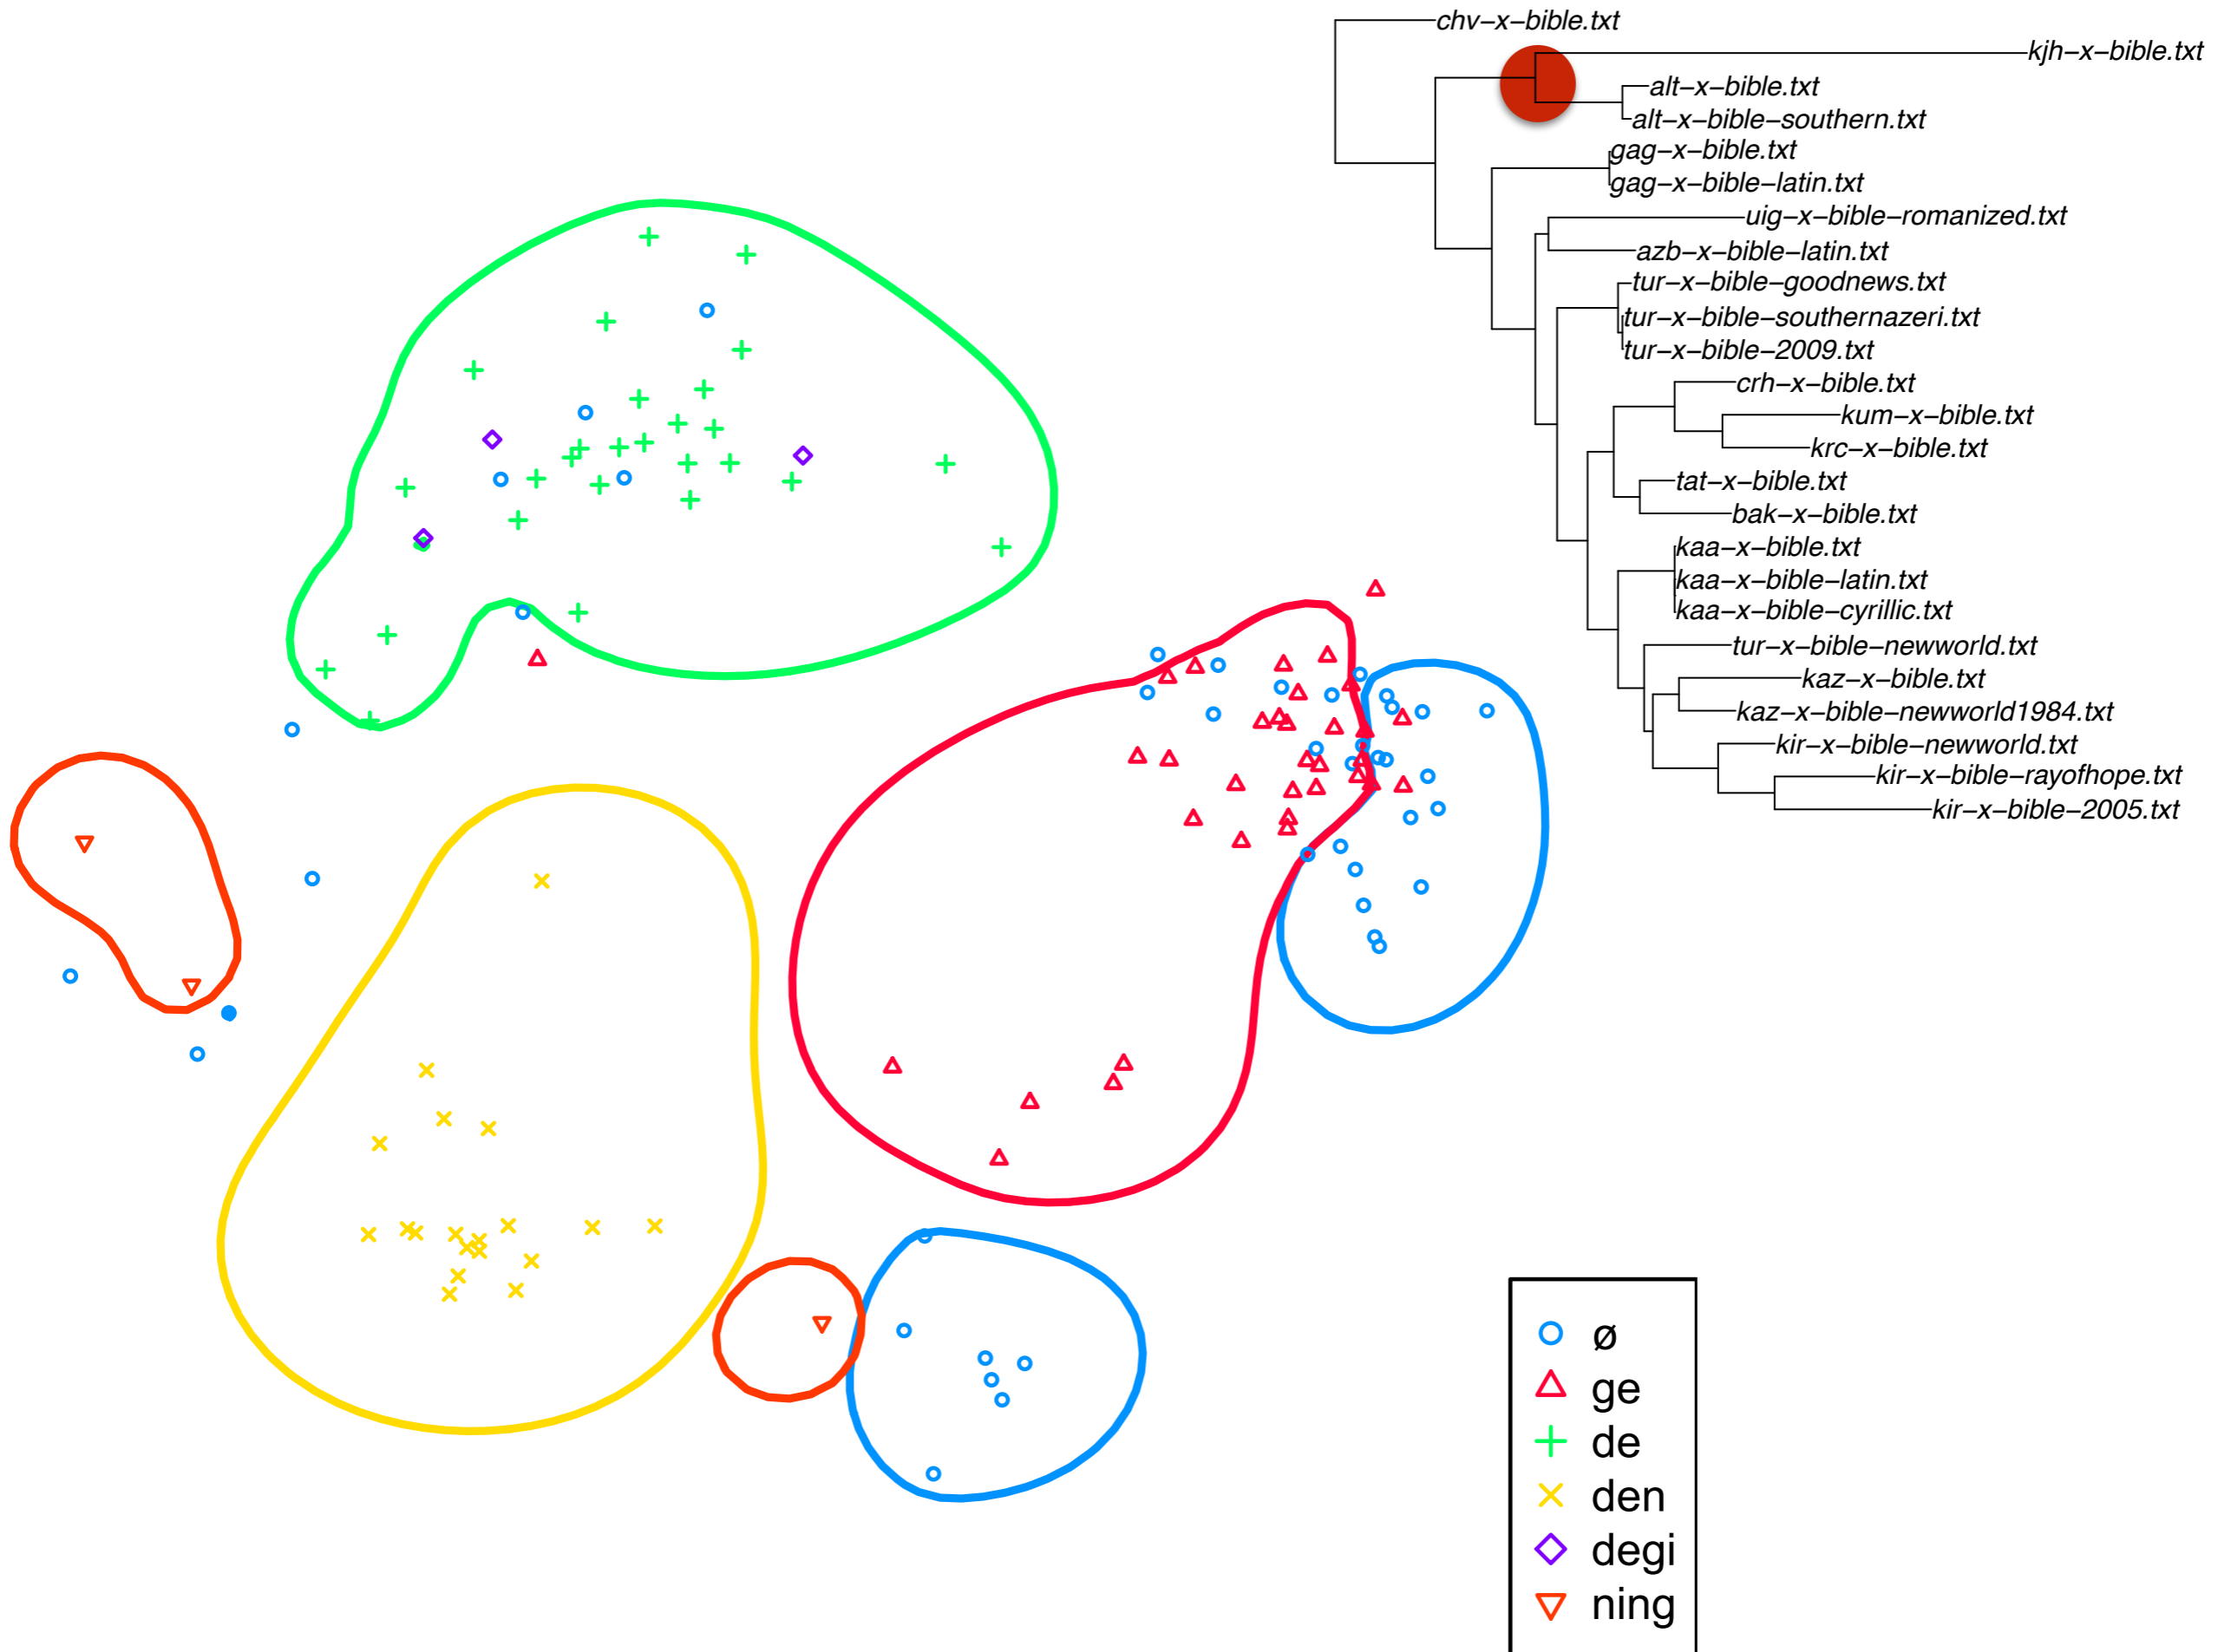 chv–x–bible.txt
kjh–x–bible.txt
alt–x–bible.txt
alt–x–bible–southern.txt
gag–x–bible.txt
gag–x–bible–latin.txt
uig–x–bible–romanized.txt
azb–x–bible–latin.txt
tur–x–bible–goodnews.txt
tur–x–bible–southernazeri.txt
tur–x–bible–2009.txt
crh–x–bible.txt
kum–x–bible.txt
krc–x–bible.txt
tat–x–bible.txt
bak–x–bible.txt
kaa–x–bible.txt
kaa–x–bible–latin.txt
kaa–x–bible–cyrillic.txt
tur–x–bible–newworld.txt
kaz–x–bible.txt
kaz–x–bible–newworld1984.txt
kir–x–bible–newworld.txt
kir–x–bible–rayofhope.txt
kir–x–bible–2005.txt
ø
ge
de
den
degi
ning